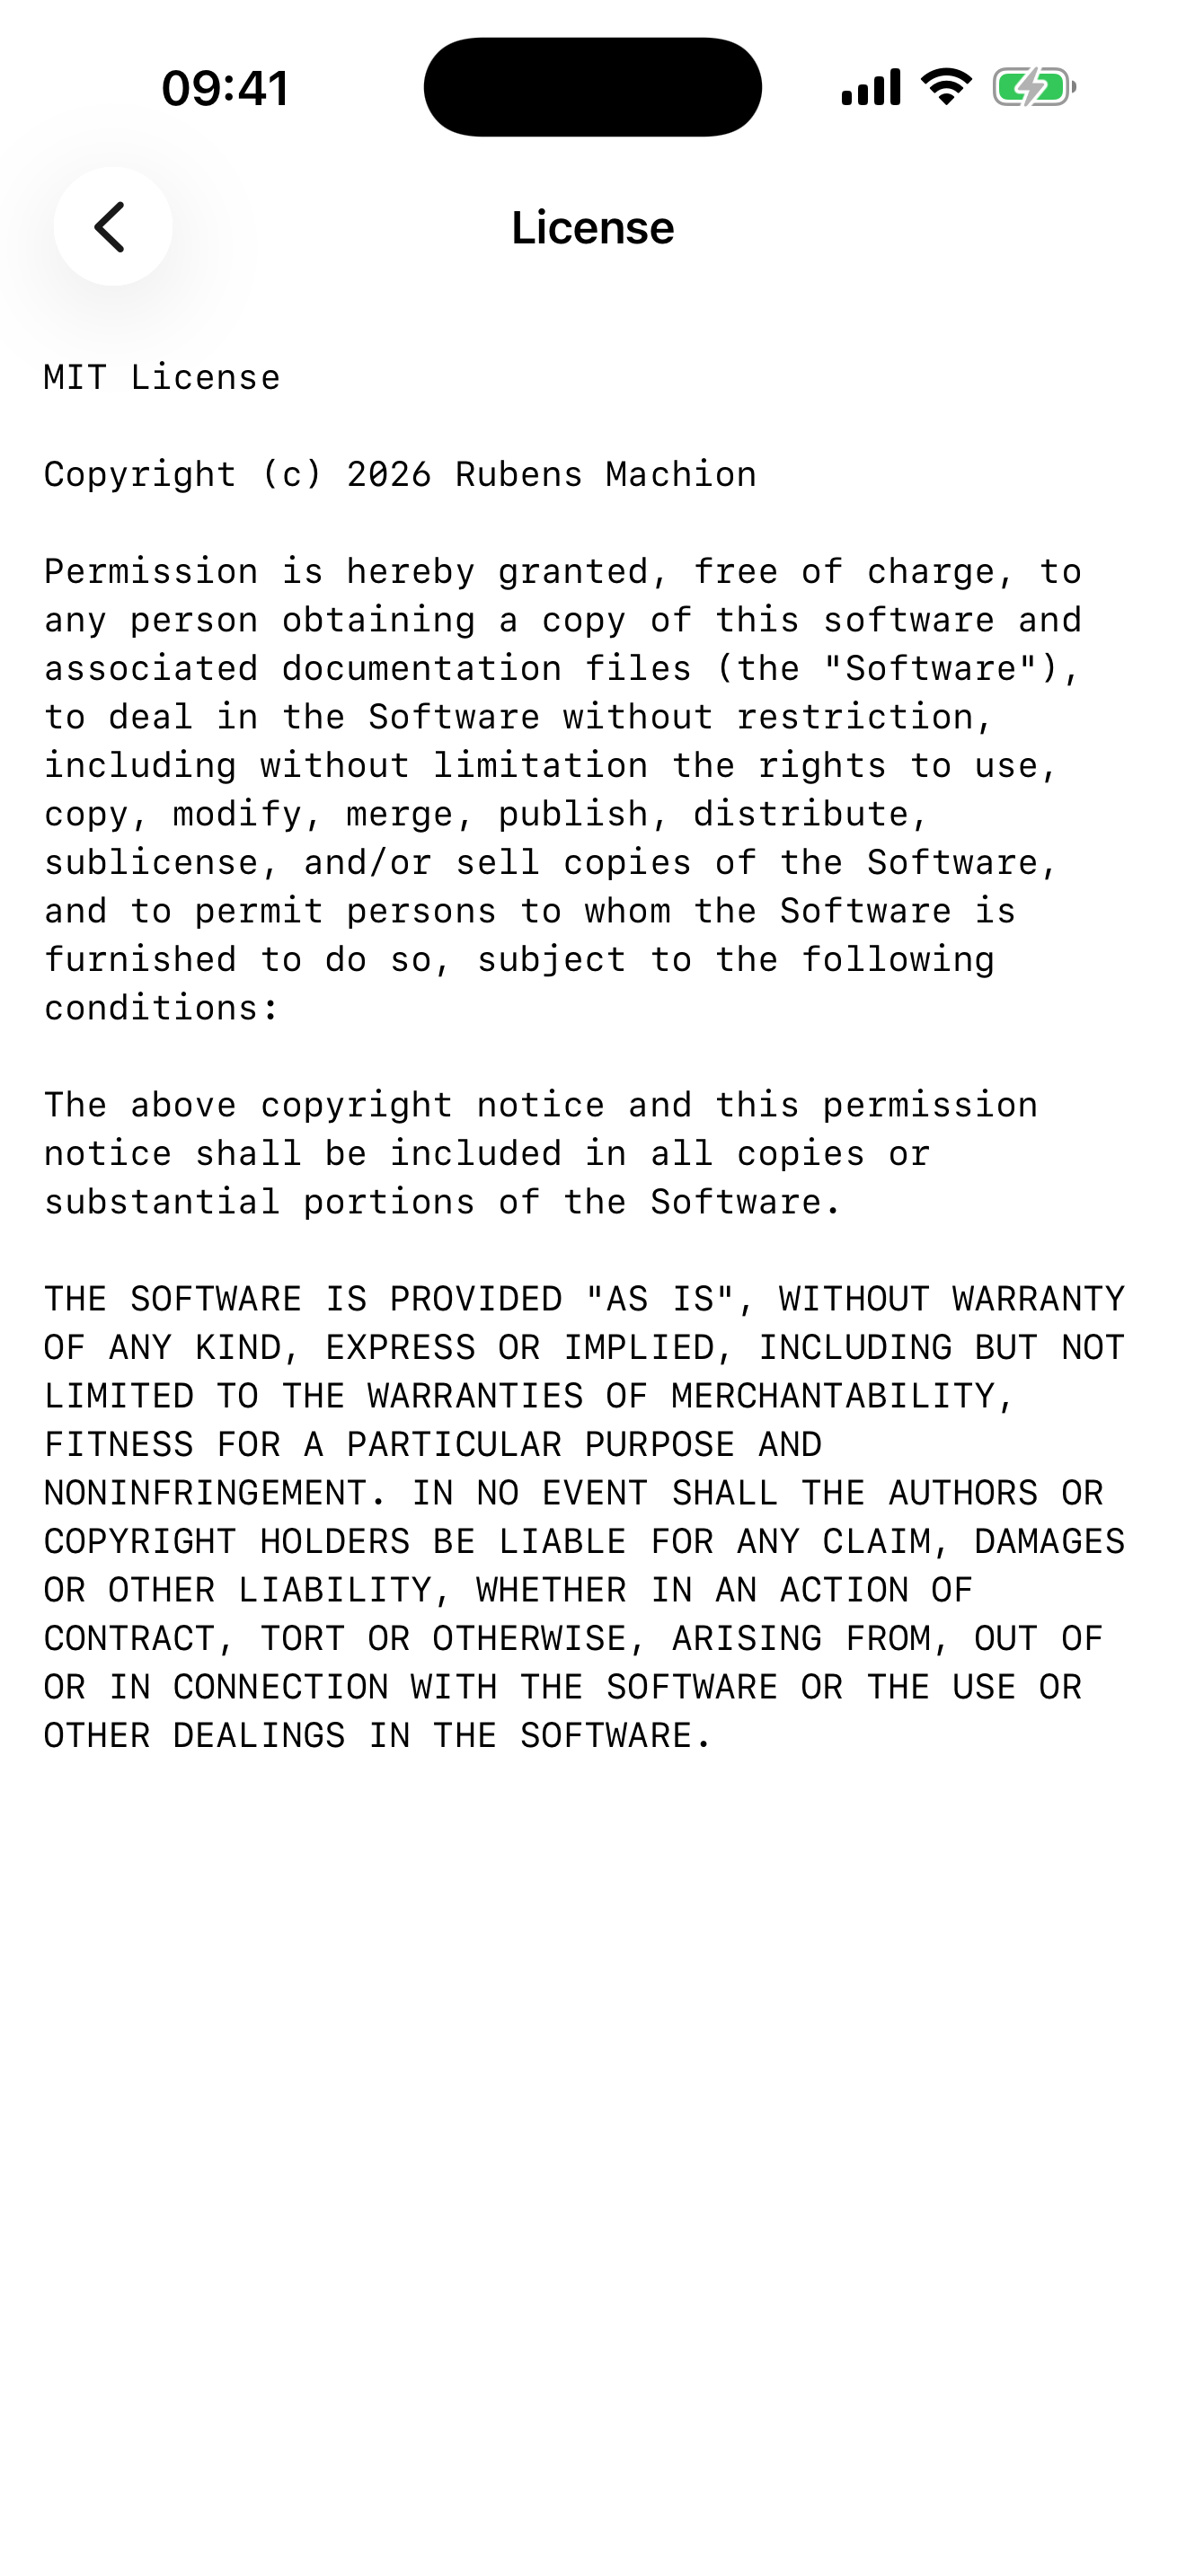 09:41
License
MIT License
Copyright (c) 2026 Rubens Machion
Permission is hereby granted, free of charge, to
any person obtaining a copy of this software and
associated documentation files (the "Software"),
to deal in the Software without restriction,
including without limitation the rights to use,
copy, modify, merge, publish, distribute,
sublicense, and/or sell copies of the Software,
and to permit persons to whom the Software is
furnished to do so, subject to the following
conditions:
The above copyright notice and this permission
notice shall be included in all copies or
substantial portions of the Software.
THE SOFTWARE IS PROVIDED "AS IS", WITHOUT WARRANTY
OF ANY KIND, EXPRESS OR IMPLIED, INCLUDING BUT NOT
LIMITED TO THE WARRANTIES OF MERCHANTABILITY,
FITNESS FOR A PARTICULAR PURPOSE AND
NONINFRINGEMENT. IN NO EVENT SHALL THE AUTHORS OR
COPYRIGHT HOLDERS BE LIABLE FOR ANY CLAIM, DAMAGES
OR OTHER LIABILITY, WHETHER IN AN ACTION OF
CONTRACT, TORT OR OTHERWISE, ARISING FROM, OUT OF
OR IN CONNECTION WITH THE SOFTWARE OR THE USE OR
OTHER DEALINGS IN THE SOFTWARE.